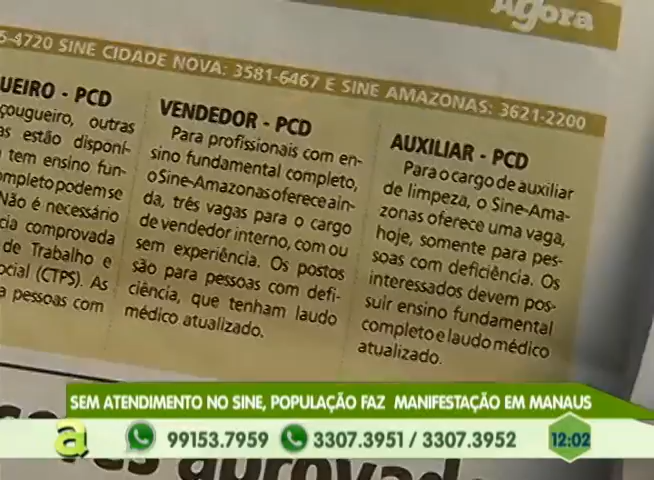 Agora
5-4720 SINE CIDADE NOVA: 3581-6467 E SINE AMAZONAS: 3621-2200
UEIRO - PCD
çougueiro, outras
as estão disponí-
tem ensino fun-
ompleto podem se
Não é necessário
cia comprovada
de Trabalho e
ocial (CTPS). As
a pessoas com
VENDEDOR - PCD
Para profissionais com en-
sino fundamental completo,
o Sine-Amazonas oferece ain-
da, três vagas para o cargo
de vendedor interno, com ou
sem experiência. Os postos
são para pessoas com defi-
ciência, que tenham laudo
médico atualizado.
AUXILIAR - PCD
Para o cargo de auxiliar
de limpeza, o Sine-Ama-
zonas oferece uma vaga,
hoje, somente para pes-
soas com deficiência. Os
interessados devem pos-
suir ensino fundamental
completo e laudo médico
atualizado.
SEM ATENDIMENTO NO SINE, POPULAÇÃO FAZ MANIFESTAÇÃO EM MANAUS
a 99153.7959 3307.3951 / 3307.3952 12:02